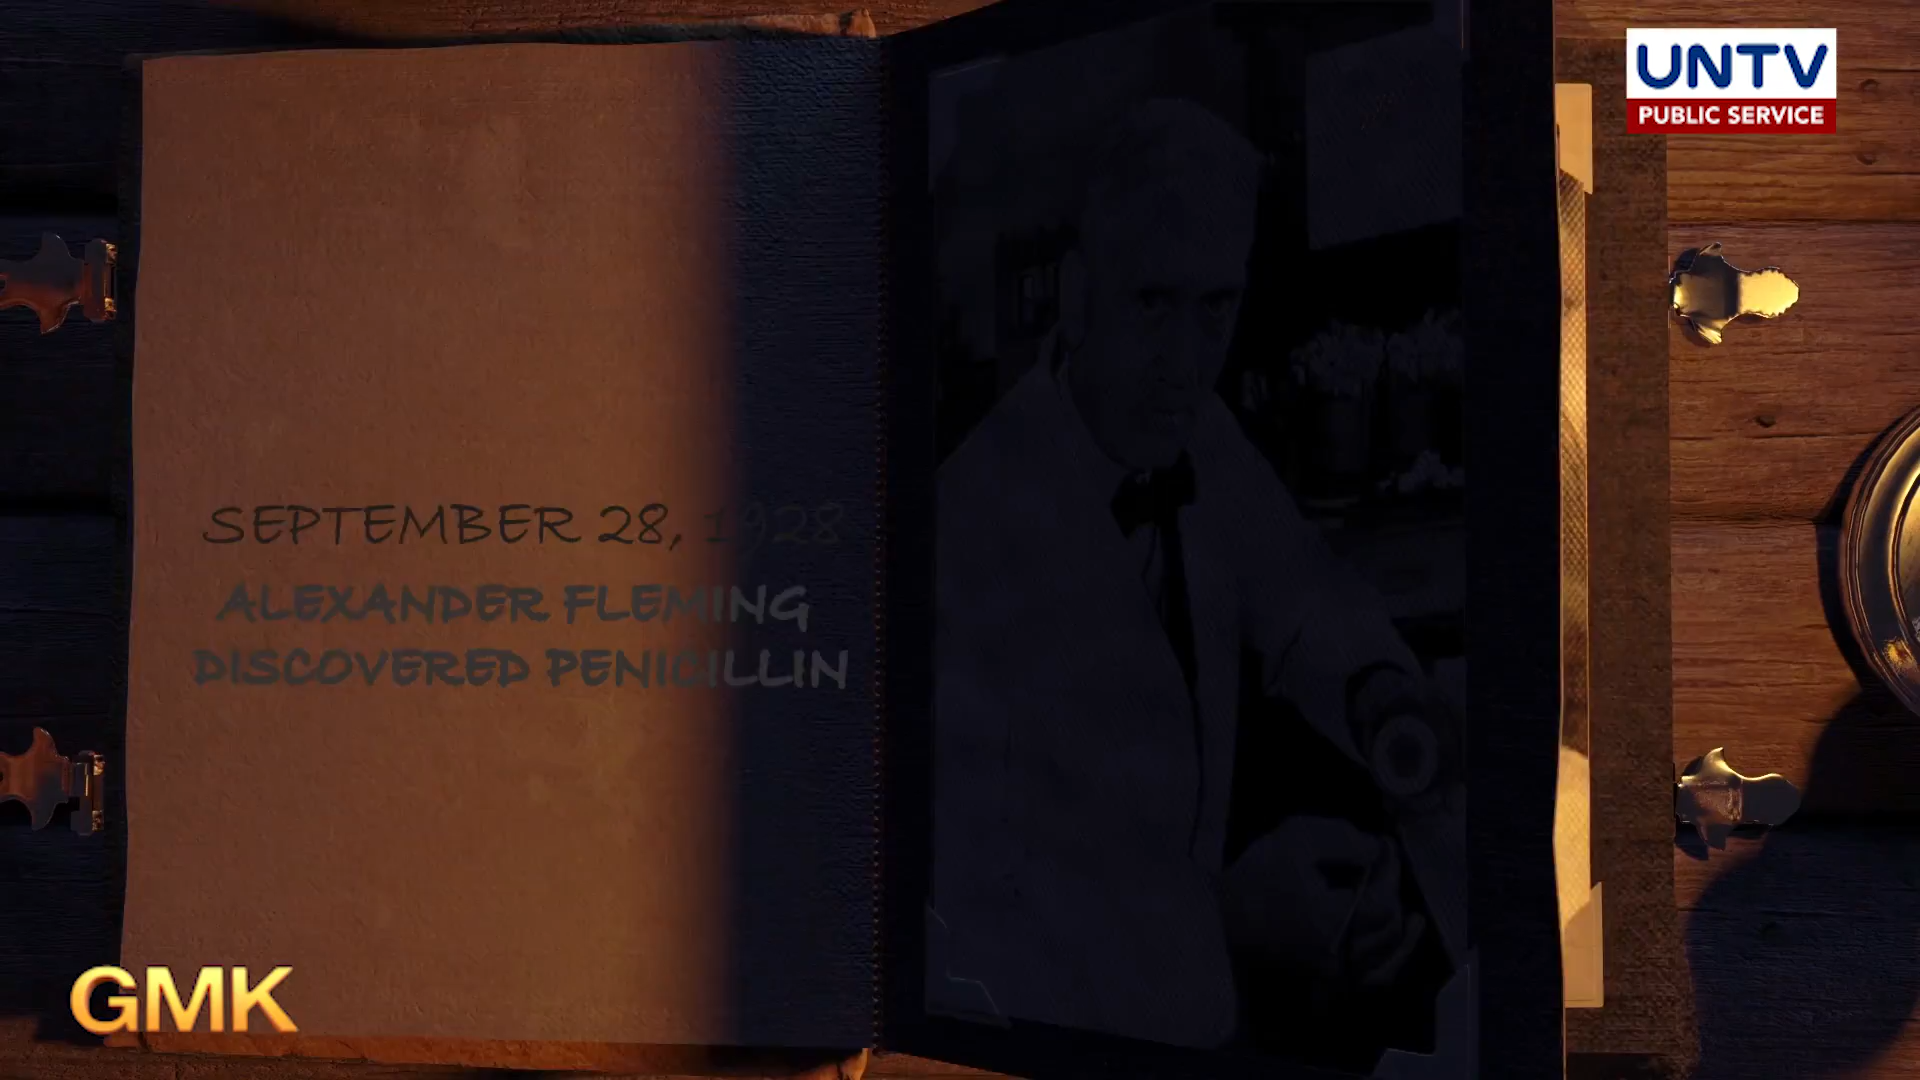 UNTV
PUBLIC SERVICE
SEPTEMBER 28, 1928
ALEXANDER FLEMING
DISCOVERED PENICILLIN
GMK